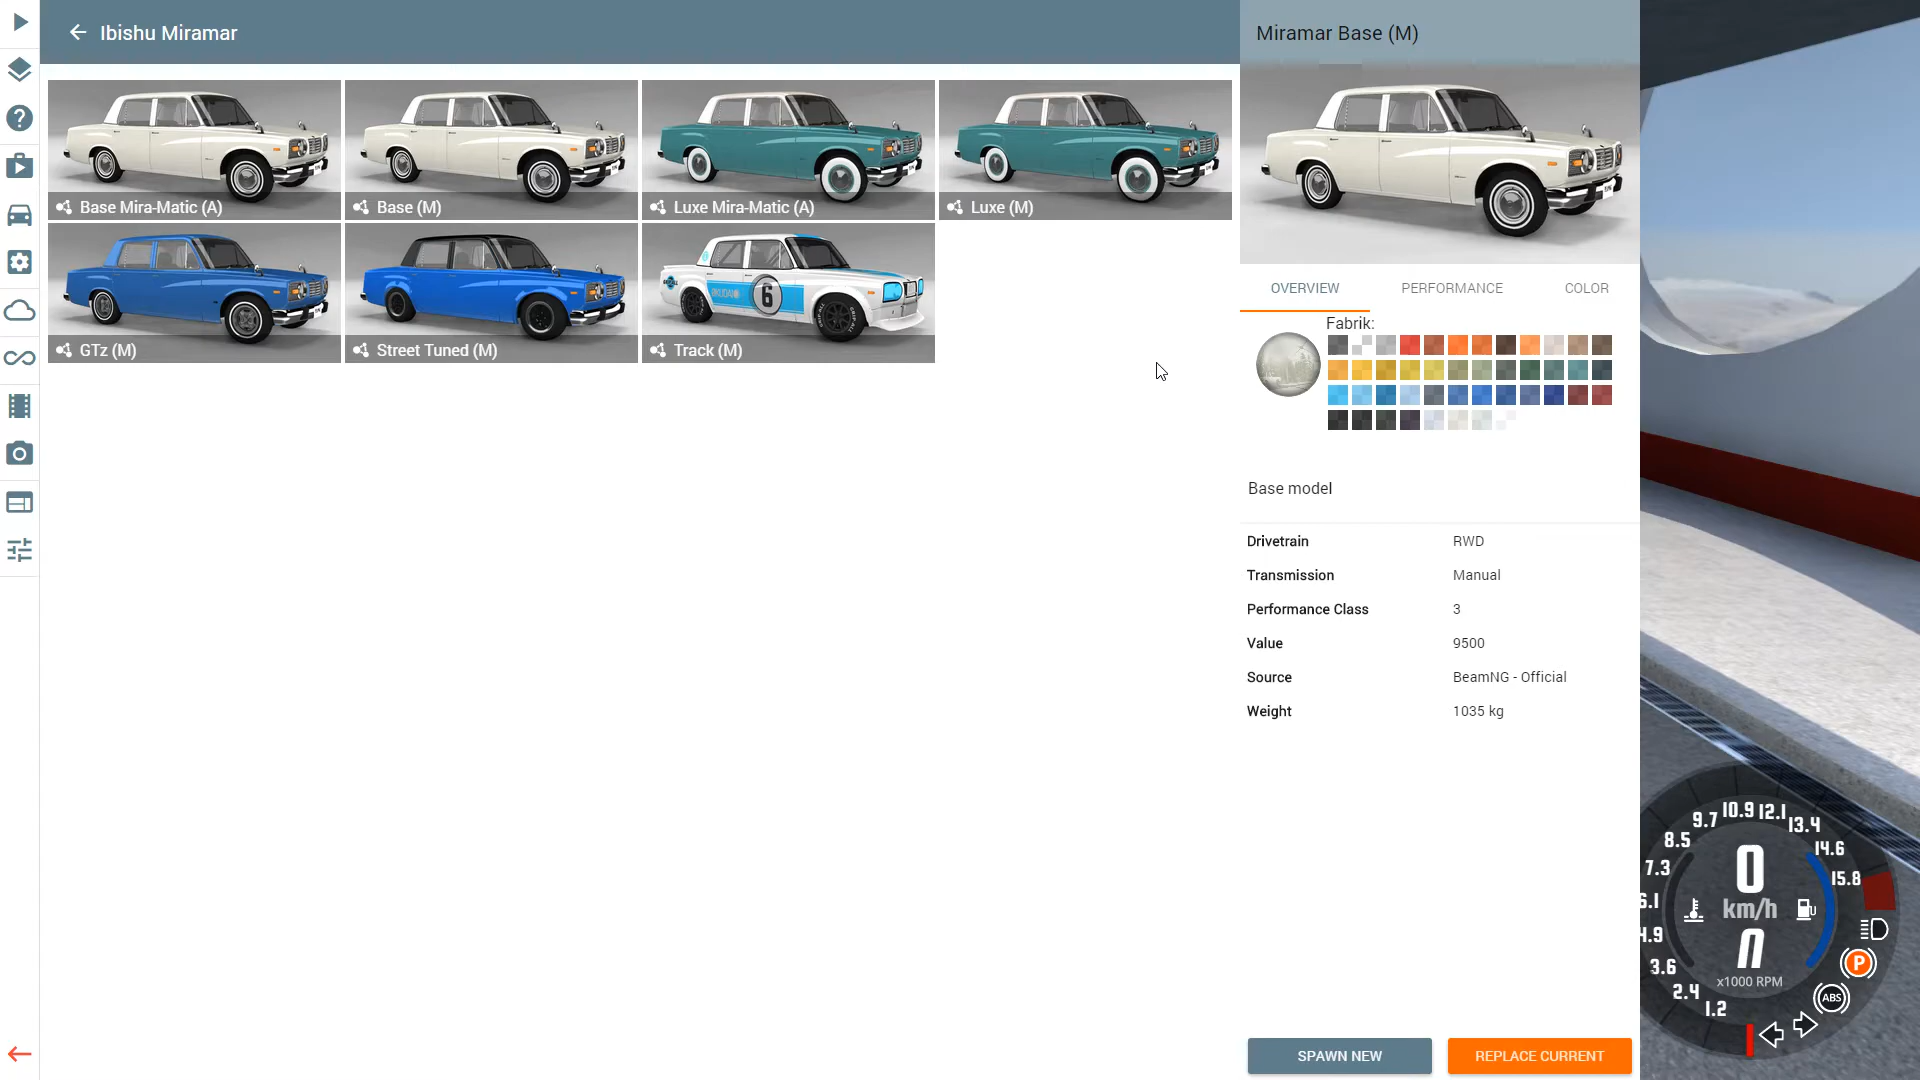 Ibishu Miramar
Base Mira-Matic (A)
Base (M)
Luxe Mira-Matic (A)
Luxe (M)
GTz (M)
Street Tuned (M)
6
Track (M)
Miramar Base (M)
OVERVIEW
PERFORMANCE
COLOR
Fabrik:
Base model
Drivetrain RWD
Transmission Manual
Performance Class 3
Value 9500
Source BeamNG - Official
Weight 1035 kg
SPAWN NEW
REPLACE CURRENT
1.2
2.4
3.6
4.9
6.1
7.3
8.5
9.7
10.9
12.1
13.4
14.6
15.8
0
km/h
n
x1000 RPM
P
ABS